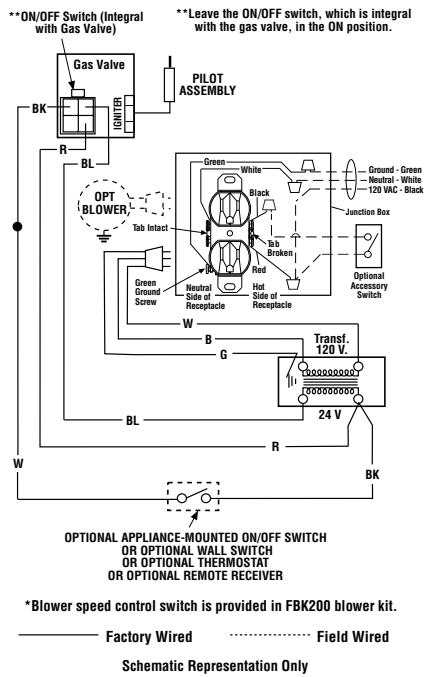 **ON/OFF Switch (Integral
with Gas Valve)
**Leave the ON/OFF switch, which is integral
with the gas valve, in the ON position.
Gas Valve
IGNITER
PILOT
ASSEMBLY
BK
R
BL
Green
White
Black
Ground - Green
Neutral - White
120 VAC - Black
OPT
BLOWER
Tab Intact
Junction Box
Tab
Broken
Red
Green
Ground
Screw
Neutral
Side of
Receptacle
Hot
Side of
Receptacle
Optional
Accessory
Switch
W
B
G
Transf.
120 V.
24 V
BL
R
W
BK
OPTIONAL APPLIANCE-MOUNTED ON/OFF SWITCH
OR OPTIONAL WALL SWITCH
OR OPTIONAL THERMOSTAT
OR OPTIONAL REMOTE RECEIVER
*Blower speed control switch is provided in FBK200 blower kit.
Factory Wired
Field Wired
Schematic Representation Only